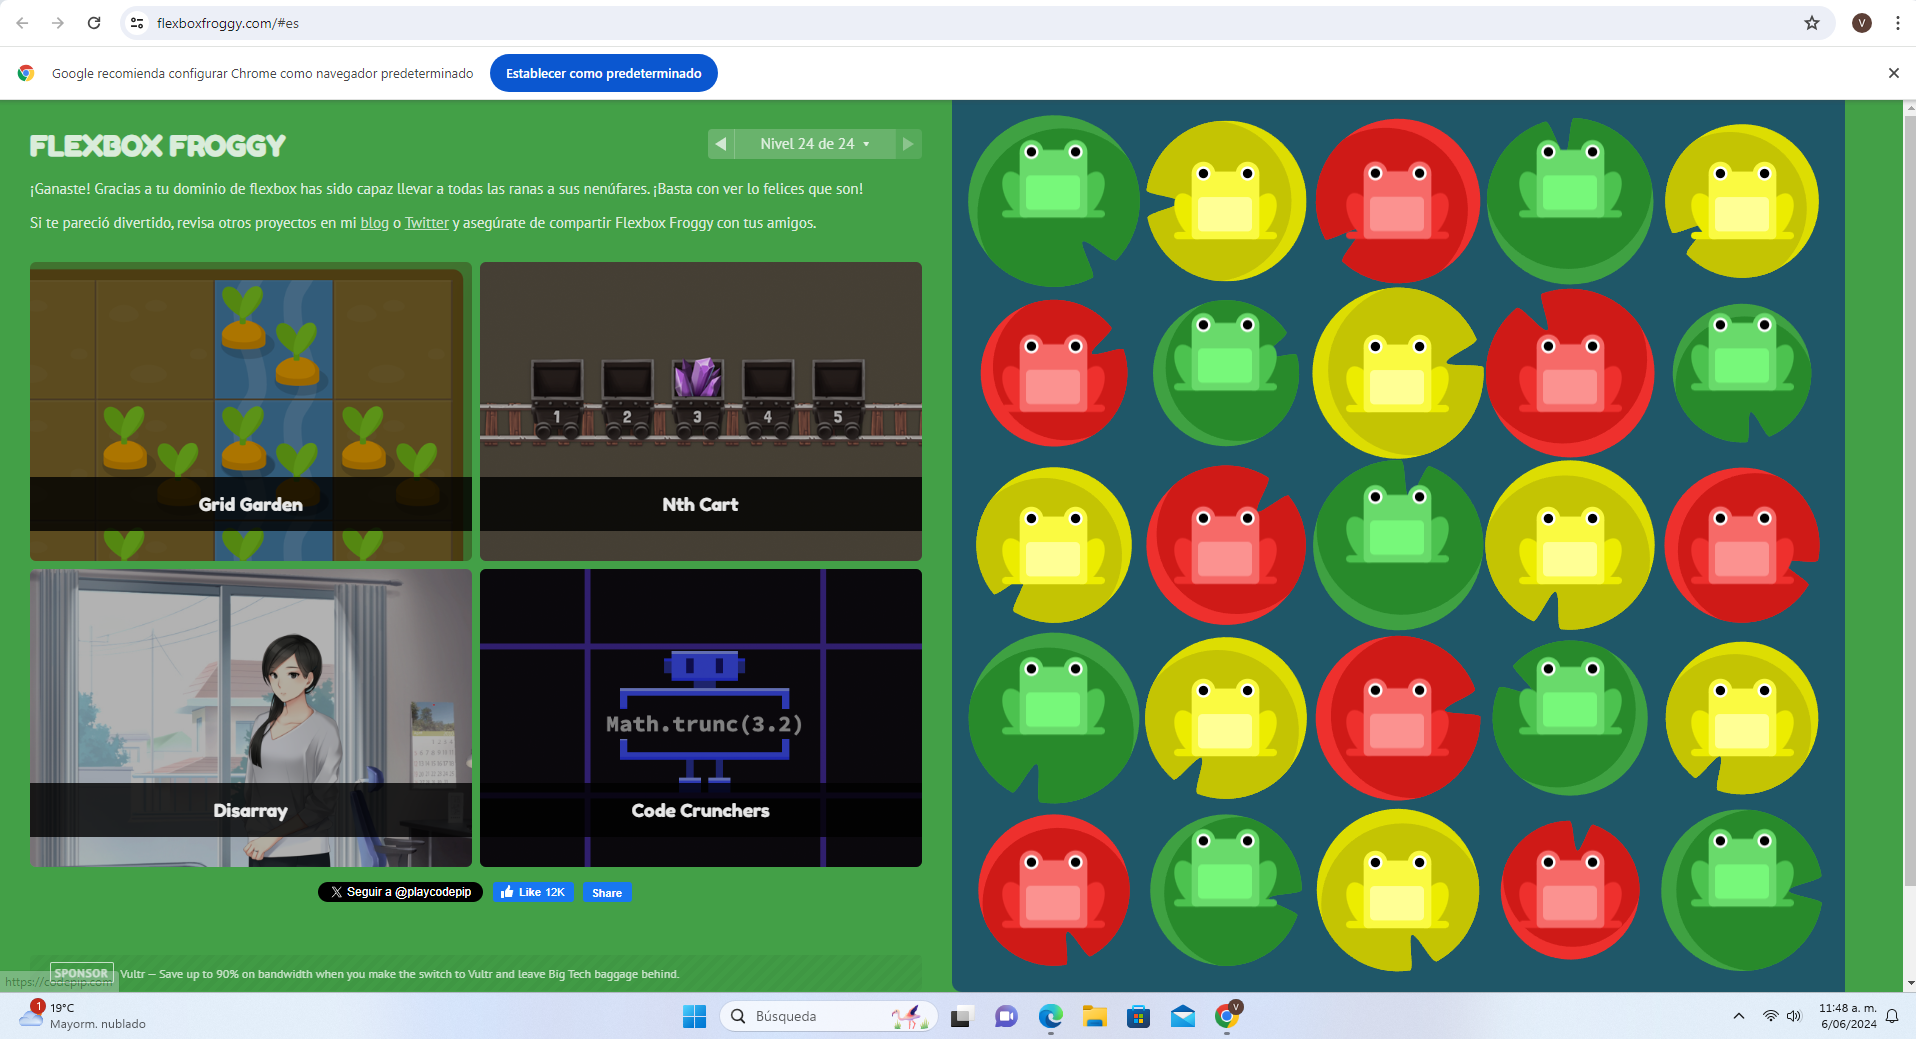 flexboxfroggy.com/#es
V
Google recomienda configurar Chrome como navegador predeterminado
Establecer como predeterminado
FLEXBOX FROGGY
Nivel 24 de 24
¡Ganaste! Gracias a tu dominio de flexbox has sido capaz llevar a todas las ranas a sus nenúfares. ¡Basta con ver lo felices que son!
Si te pareció divertido, revisa otros proyectos en mi blog o Twitter y asegúrate de compartir Flexbox Froggy con tus amigos.
1 2 3 4 5
Grid Garden
Nth Cart
Math.trunc(3.2)
Disarray
Code Crunchers
Seguir a @playcodepip
Like 12K
Share
SPONSOR Vultr — Save up to 90% on bandwidth when you make the switch to Vultr and leave Big Tech baggage behind.
https://codepip.com
1
19°C
Mayorm. nublado
Búsqueda
V
11:48 a. m.
6/06/2024